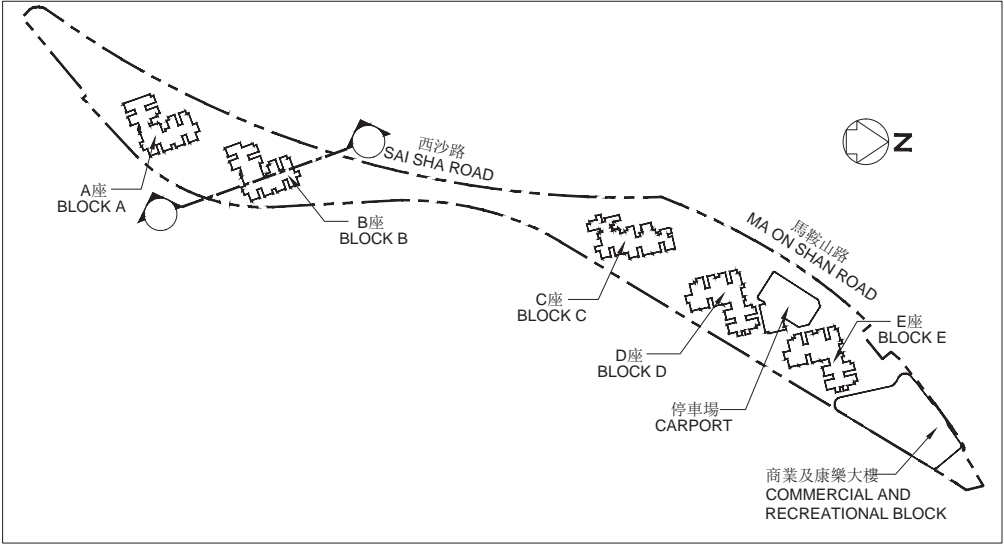 西沙路
SAI SHA ROAD
N
A座
BLOCK A
B座
BLOCK B
馬鞍山路
MA ON SHAN ROAD
C座
BLOCK C
E座
BLOCK E
D座
BLOCK D
停車場
CARPORT
商業及康樂大樓
COMMERCIAL AND
RECREATIONAL BLOCK